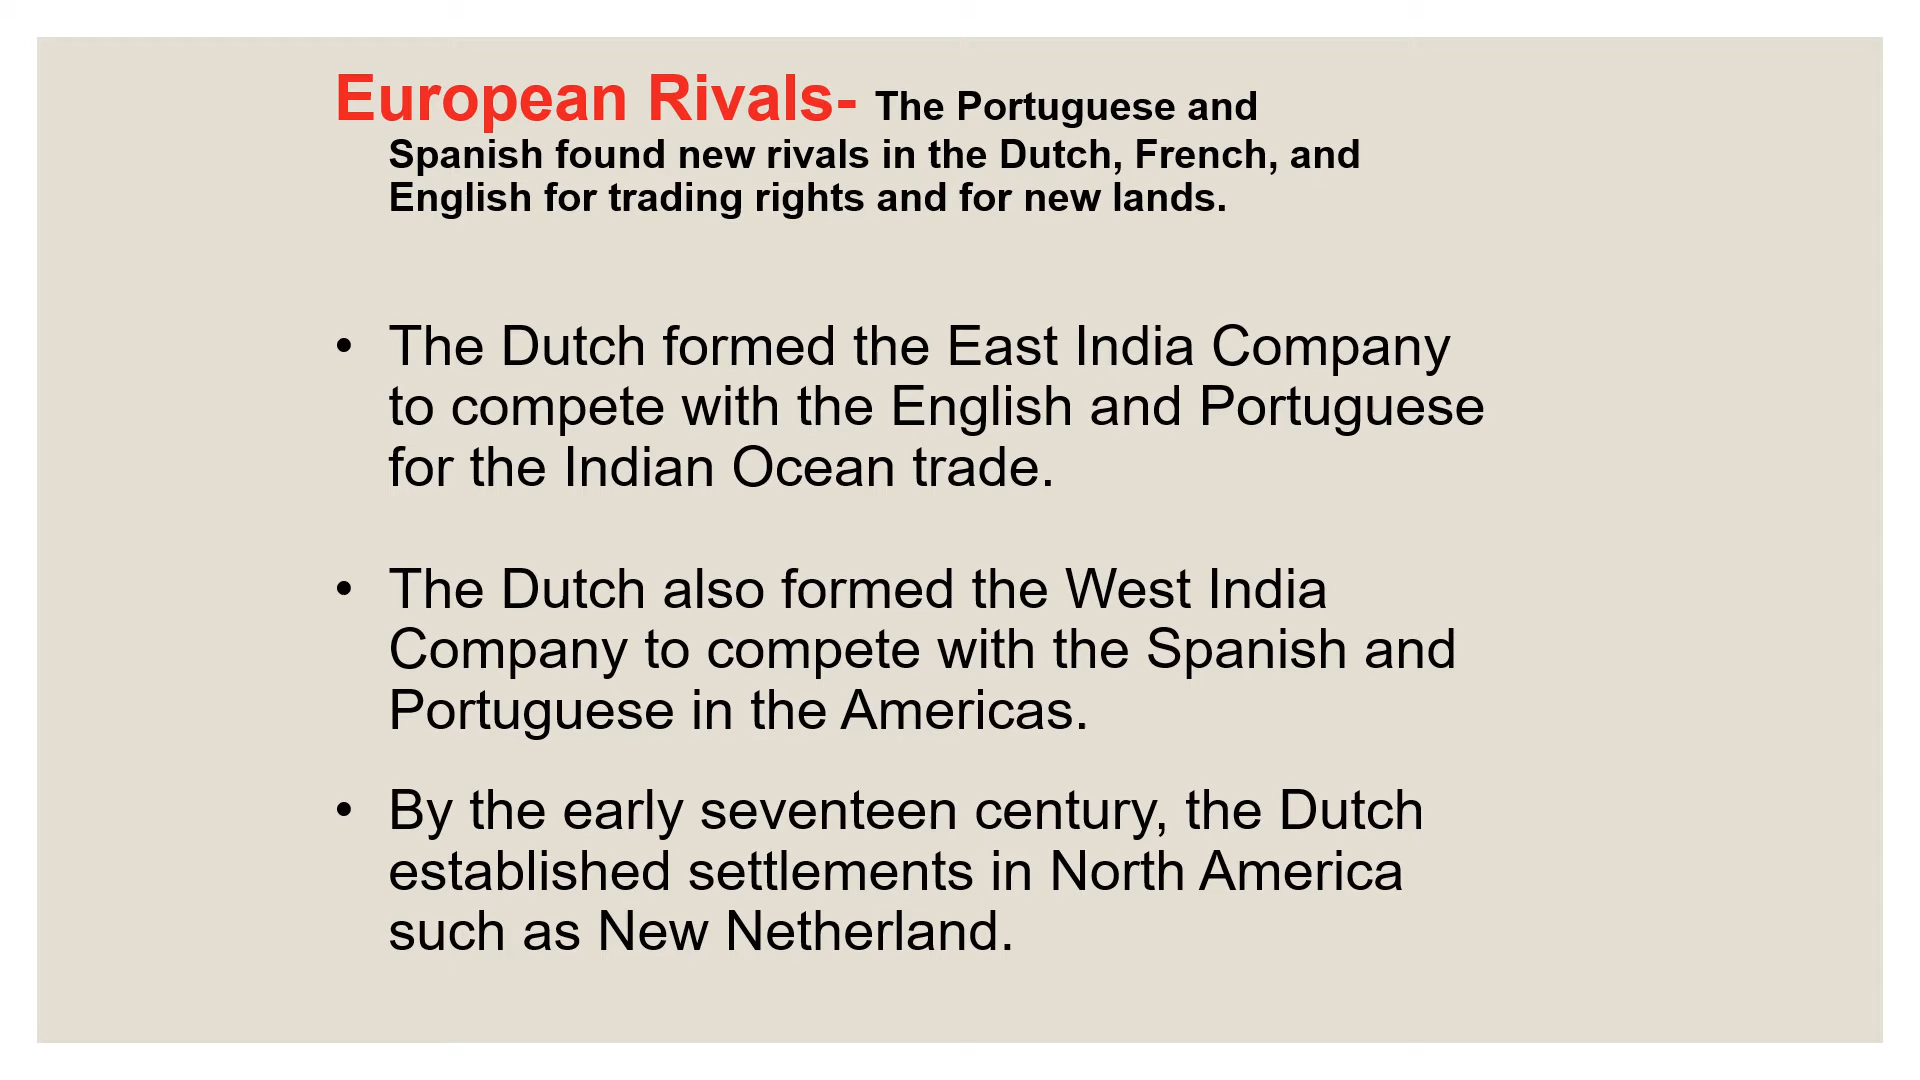 European Rivals- The Portuguese and
Spanish found new rivals in the Dutch, French, and
English for trading rights and for new lands.
• The Dutch formed the East India Company
to compete with the English and Portuguese
for the Indian Ocean trade.
• The Dutch also formed the West India
Company to compete with the Spanish and
Portuguese in the Americas.
• By the early seventeen century, the Dutch
established settlements in North America
such as New Netherland.